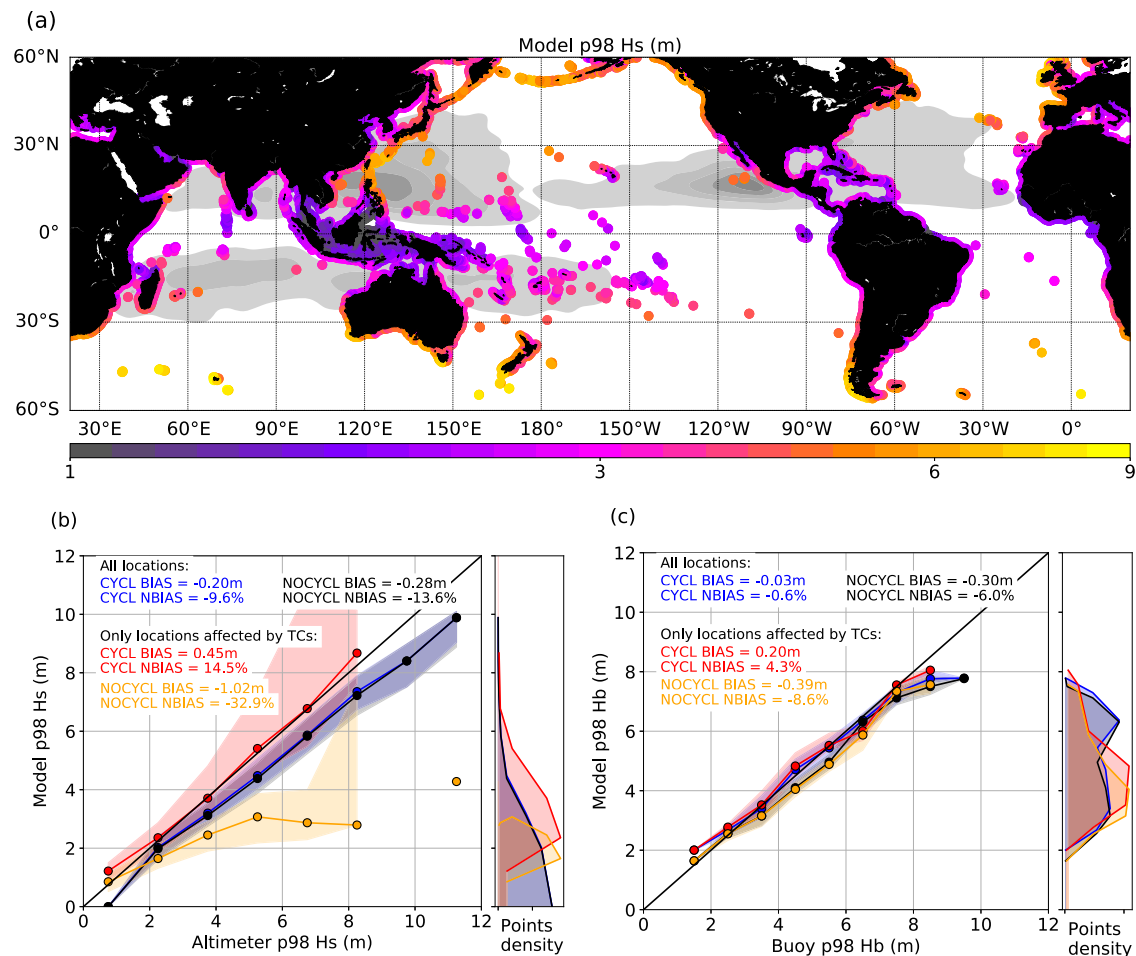 (a)
Model p98 Hs (m)
60°N
30°N
0°
30°S
60°S
30°E 60°E 90°E 120°E 150°E 180° 150°W 120°W 90°W 60°W 30°W 0°
1 3 6 9
(b)
12
10
8
6
4
2
0
Model p98 Hs (m)
All locations:
CYCL BIAS = -0.20m NOCYCL BIAS = -0.28m
CYCL NBIAS = -9.6% NOCYCL NBIAS = -13.6%
Only locations affected by TCs:
CYCL BIAS = 0.45m
CYCL NBIAS = 14.5%
NOCYCL BIAS = -1.02m
NOCYCL NBIAS = -32.9%
0 2 4 6 8 10 12
Altimeter p98 Hs (m)
Points
density
(c)
12
10
8
6
4
2
0
Model p98 Hb (m)
All locations:
CYCL BIAS = -0.03m NOCYCL BIAS = -0.30m
CYCL NBIAS = -0.6% NOCYCL NBIAS = -6.0%
Only locations affected by TCs:
CYCL BIAS = 0.20m
CYCL NBIAS = 4.3%
NOCYCL BIAS = -0.39m
NOCYCL NBIAS = -8.6%
0 2 4 6 8 10 12
Buoy p98 Hb (m)
Points
density